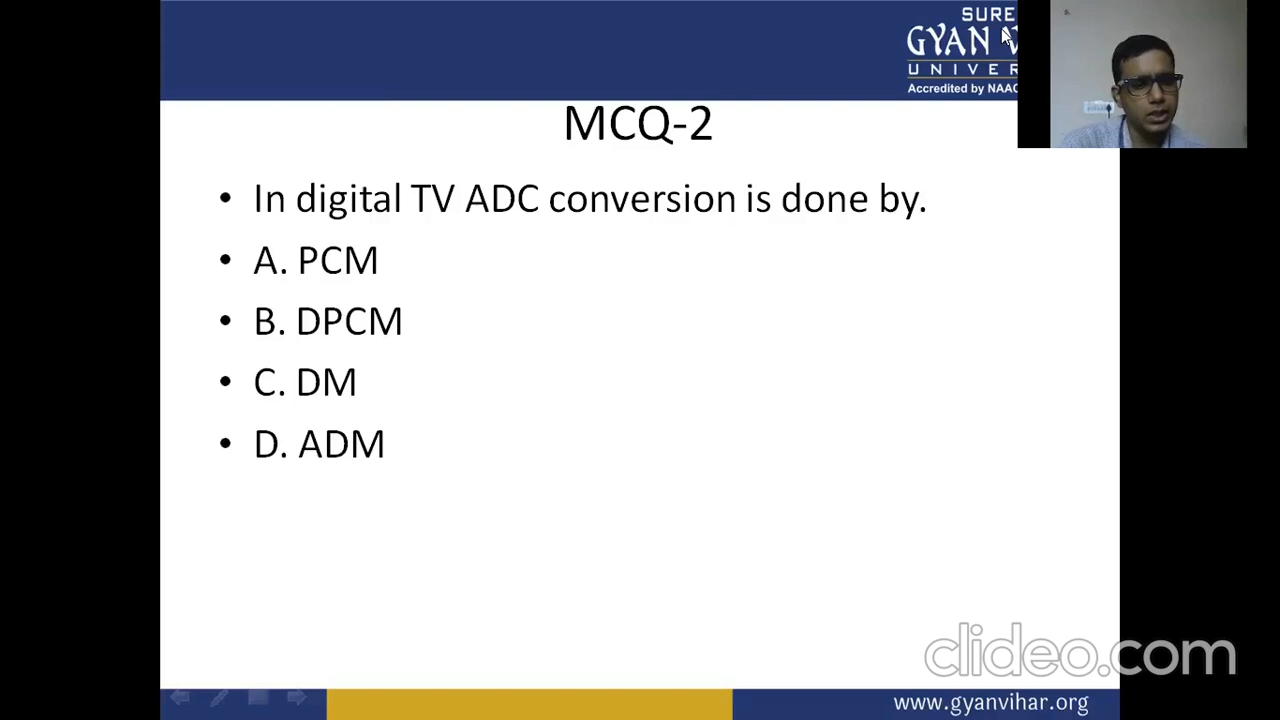 SURE
GYAN V
UNIVER
Accredited by NAAC
MCQ-2
• In digital TV ADC conversion is done by.
• A. PCM
• B. DPCM
• C. DM
• D. ADM
clideo.com
www.gyanvihar.org